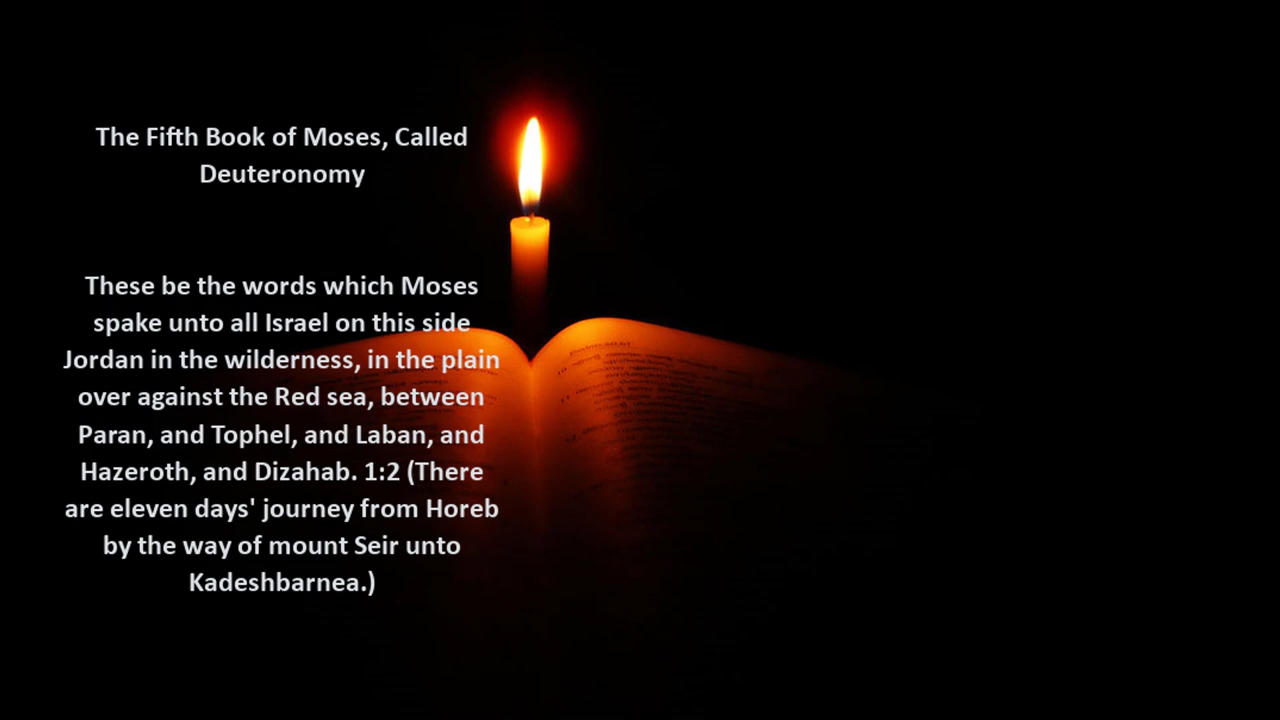 The Fifth Book of Moses, Called
Deuteronomy
These be the words which Moses
spake unto all Israel on this side
Jordan in the wilderness, in the plain
over against the Red sea, between
Paran, and Tophel, and Laban, and
Hazeroth, and Dizahab. 1:2 (There
are eleven days' journey from Horeb
by the way of mount Seir unto
Kadeshbarnea.)